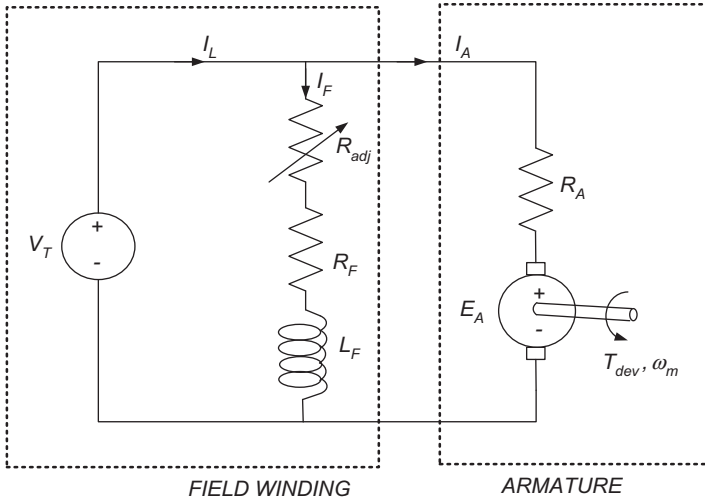 I_L
I_A
I_F
R_adj
R_A
+
V_T
-
R_F
E_A
+
-
L_F
T_dev, ω_m
FIELD WINDING
ARMATURE